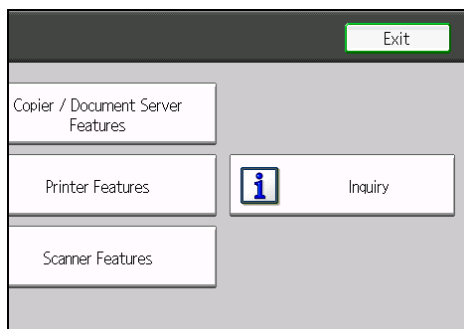 Exit
Copier / Document Server
Features
Printer Features
Inquiry
Scanner Features